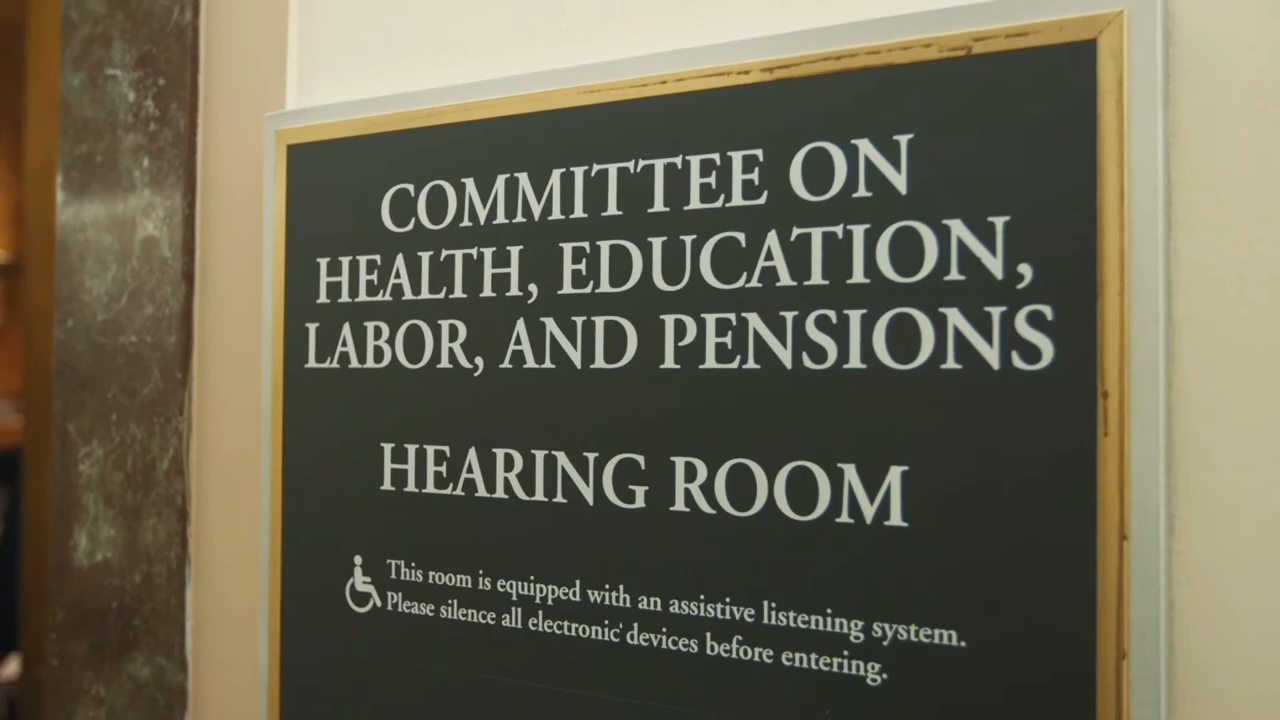 COMMITTEE ON
HEALTH, EDUCATION,
LABOR, AND PENSIONS
HEARING ROOM
This room is equipped with an assistive listening system.
Please silence all electronic devices before entering.